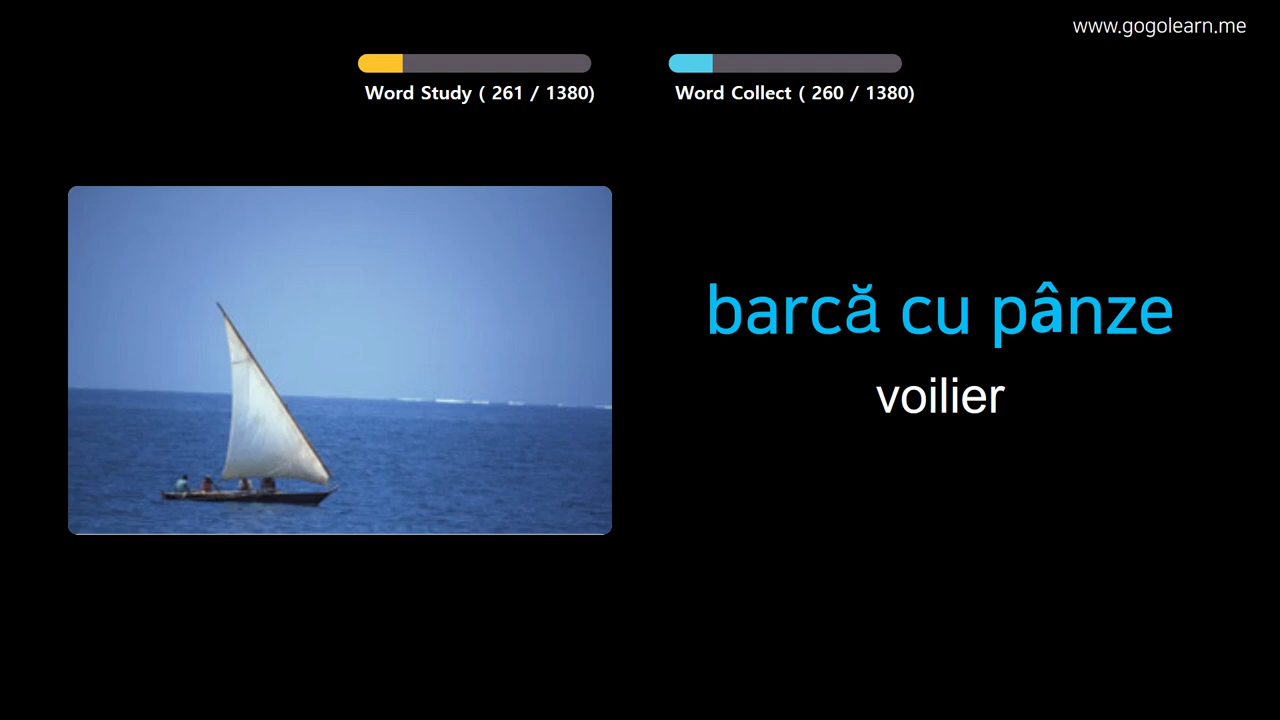 www.gogolearn.me
Word Study ( 261 / 1380)
Word Collect ( 260 / 1380)
barcă cu pânze
voilier